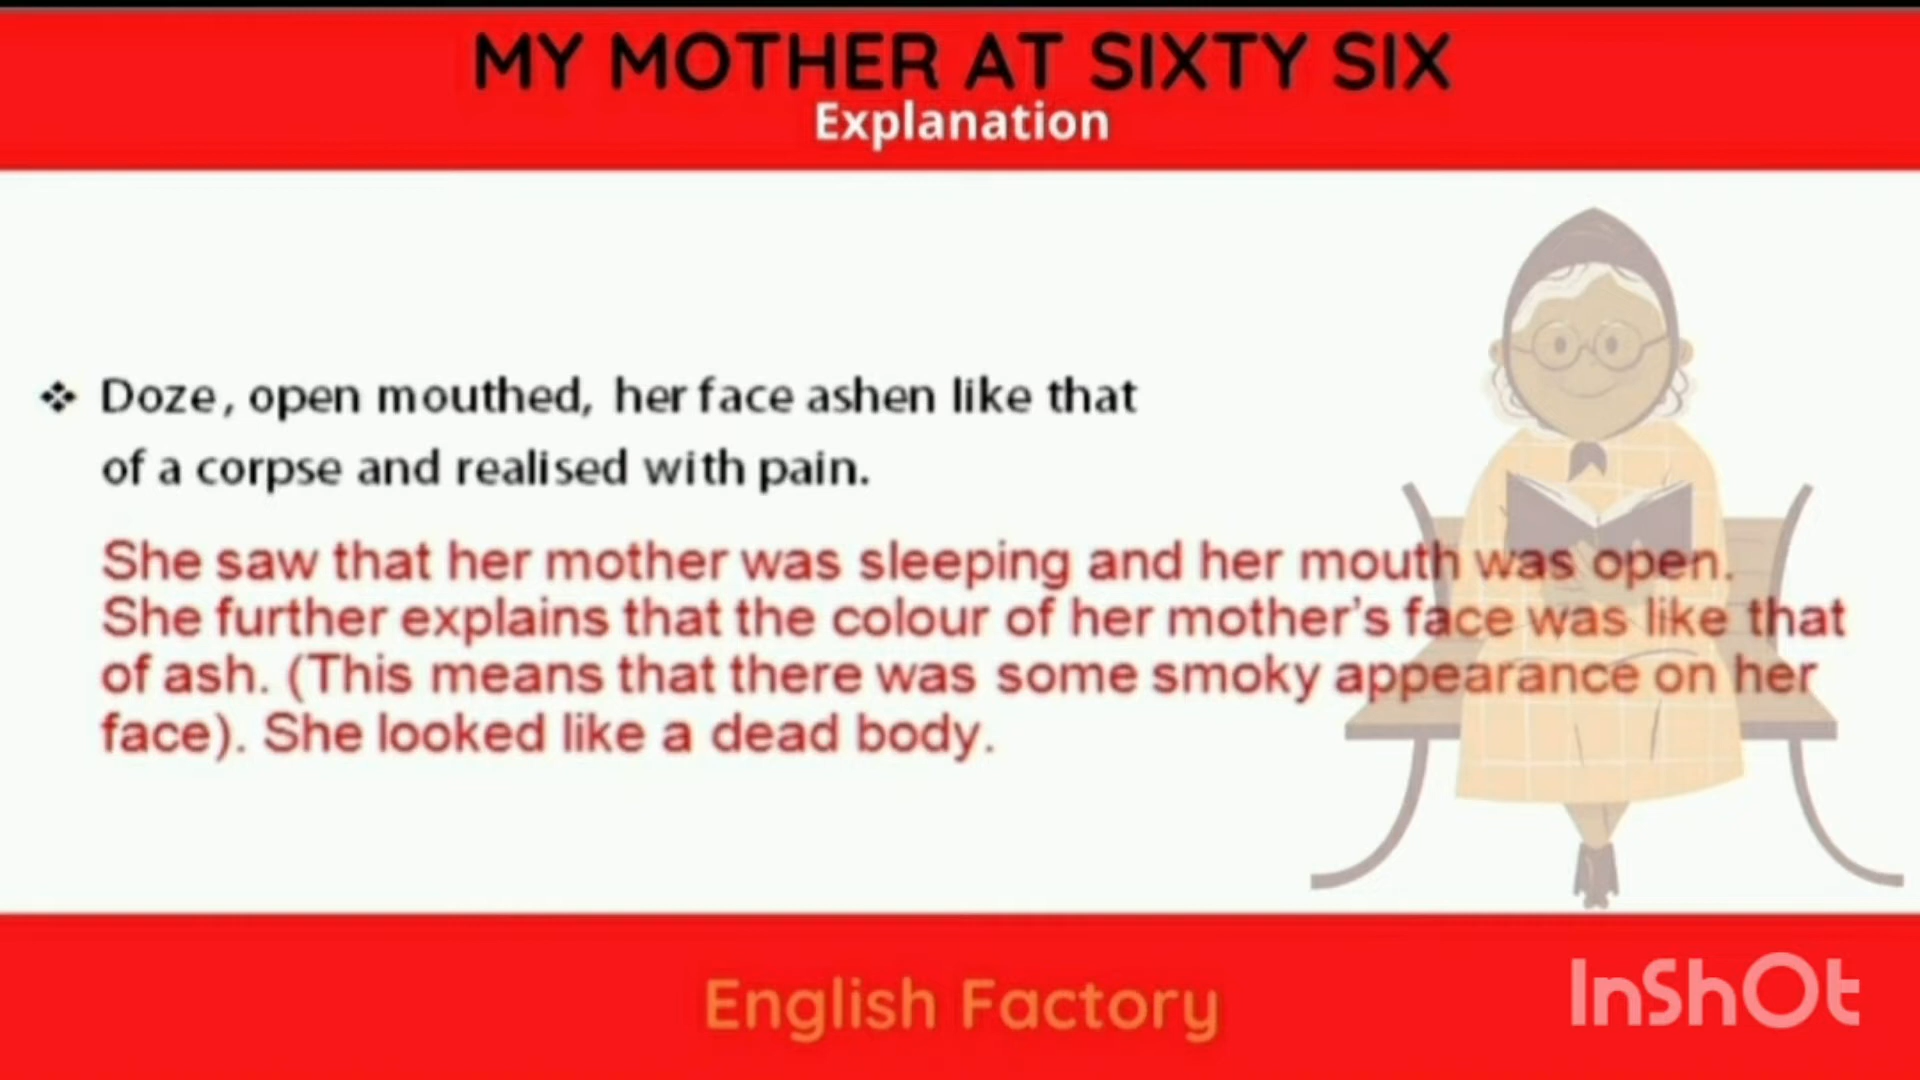 MY MOTHER AT SIXTY SIX
Explanation
❖ Doze, open mouthed, her face ashen like that
of a corpse and realised with pain.
She saw that her mother was sleeping and her mouth was open.
She further explains that the colour of her mother's face was like that
of ash. (This means that there was some smoky appearance on her
face). She looked like a dead body.
English Factory
InShOt